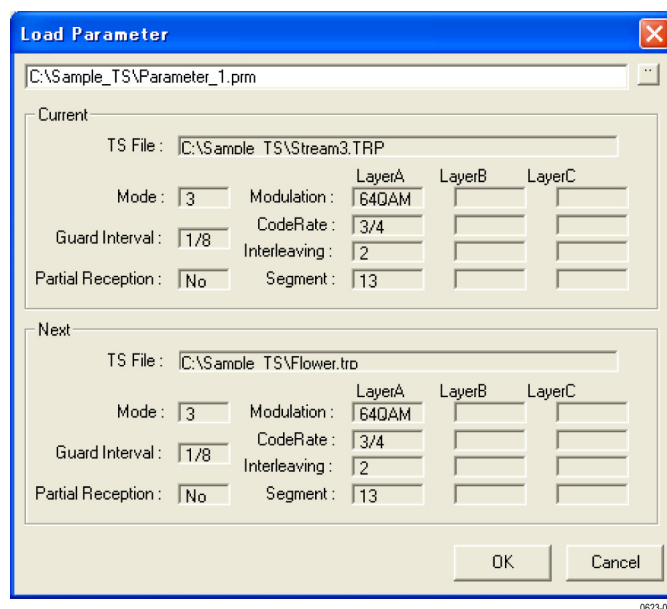 Load Parameter
C:\Sample_TS\Parameter_1.prm
..
Current
TS File : C:\Sample_TS\Stream3.TRP
LayerA LayerB LayerC
Mode : 3 Modulation : 64QAM
CodeRate : 3/4
Guard Interval : 1/8
Interleaving : 2
Partial Reception : No Segment : 13
Next
TS File : C:\Sample_TS\Flower.trp
LayerA LayerB LayerC
Mode : 3 Modulation : 64QAM
CodeRate : 3/4
Guard Interval : 1/8
Interleaving : 2
Partial Reception : No Segment : 13
OK Cancel